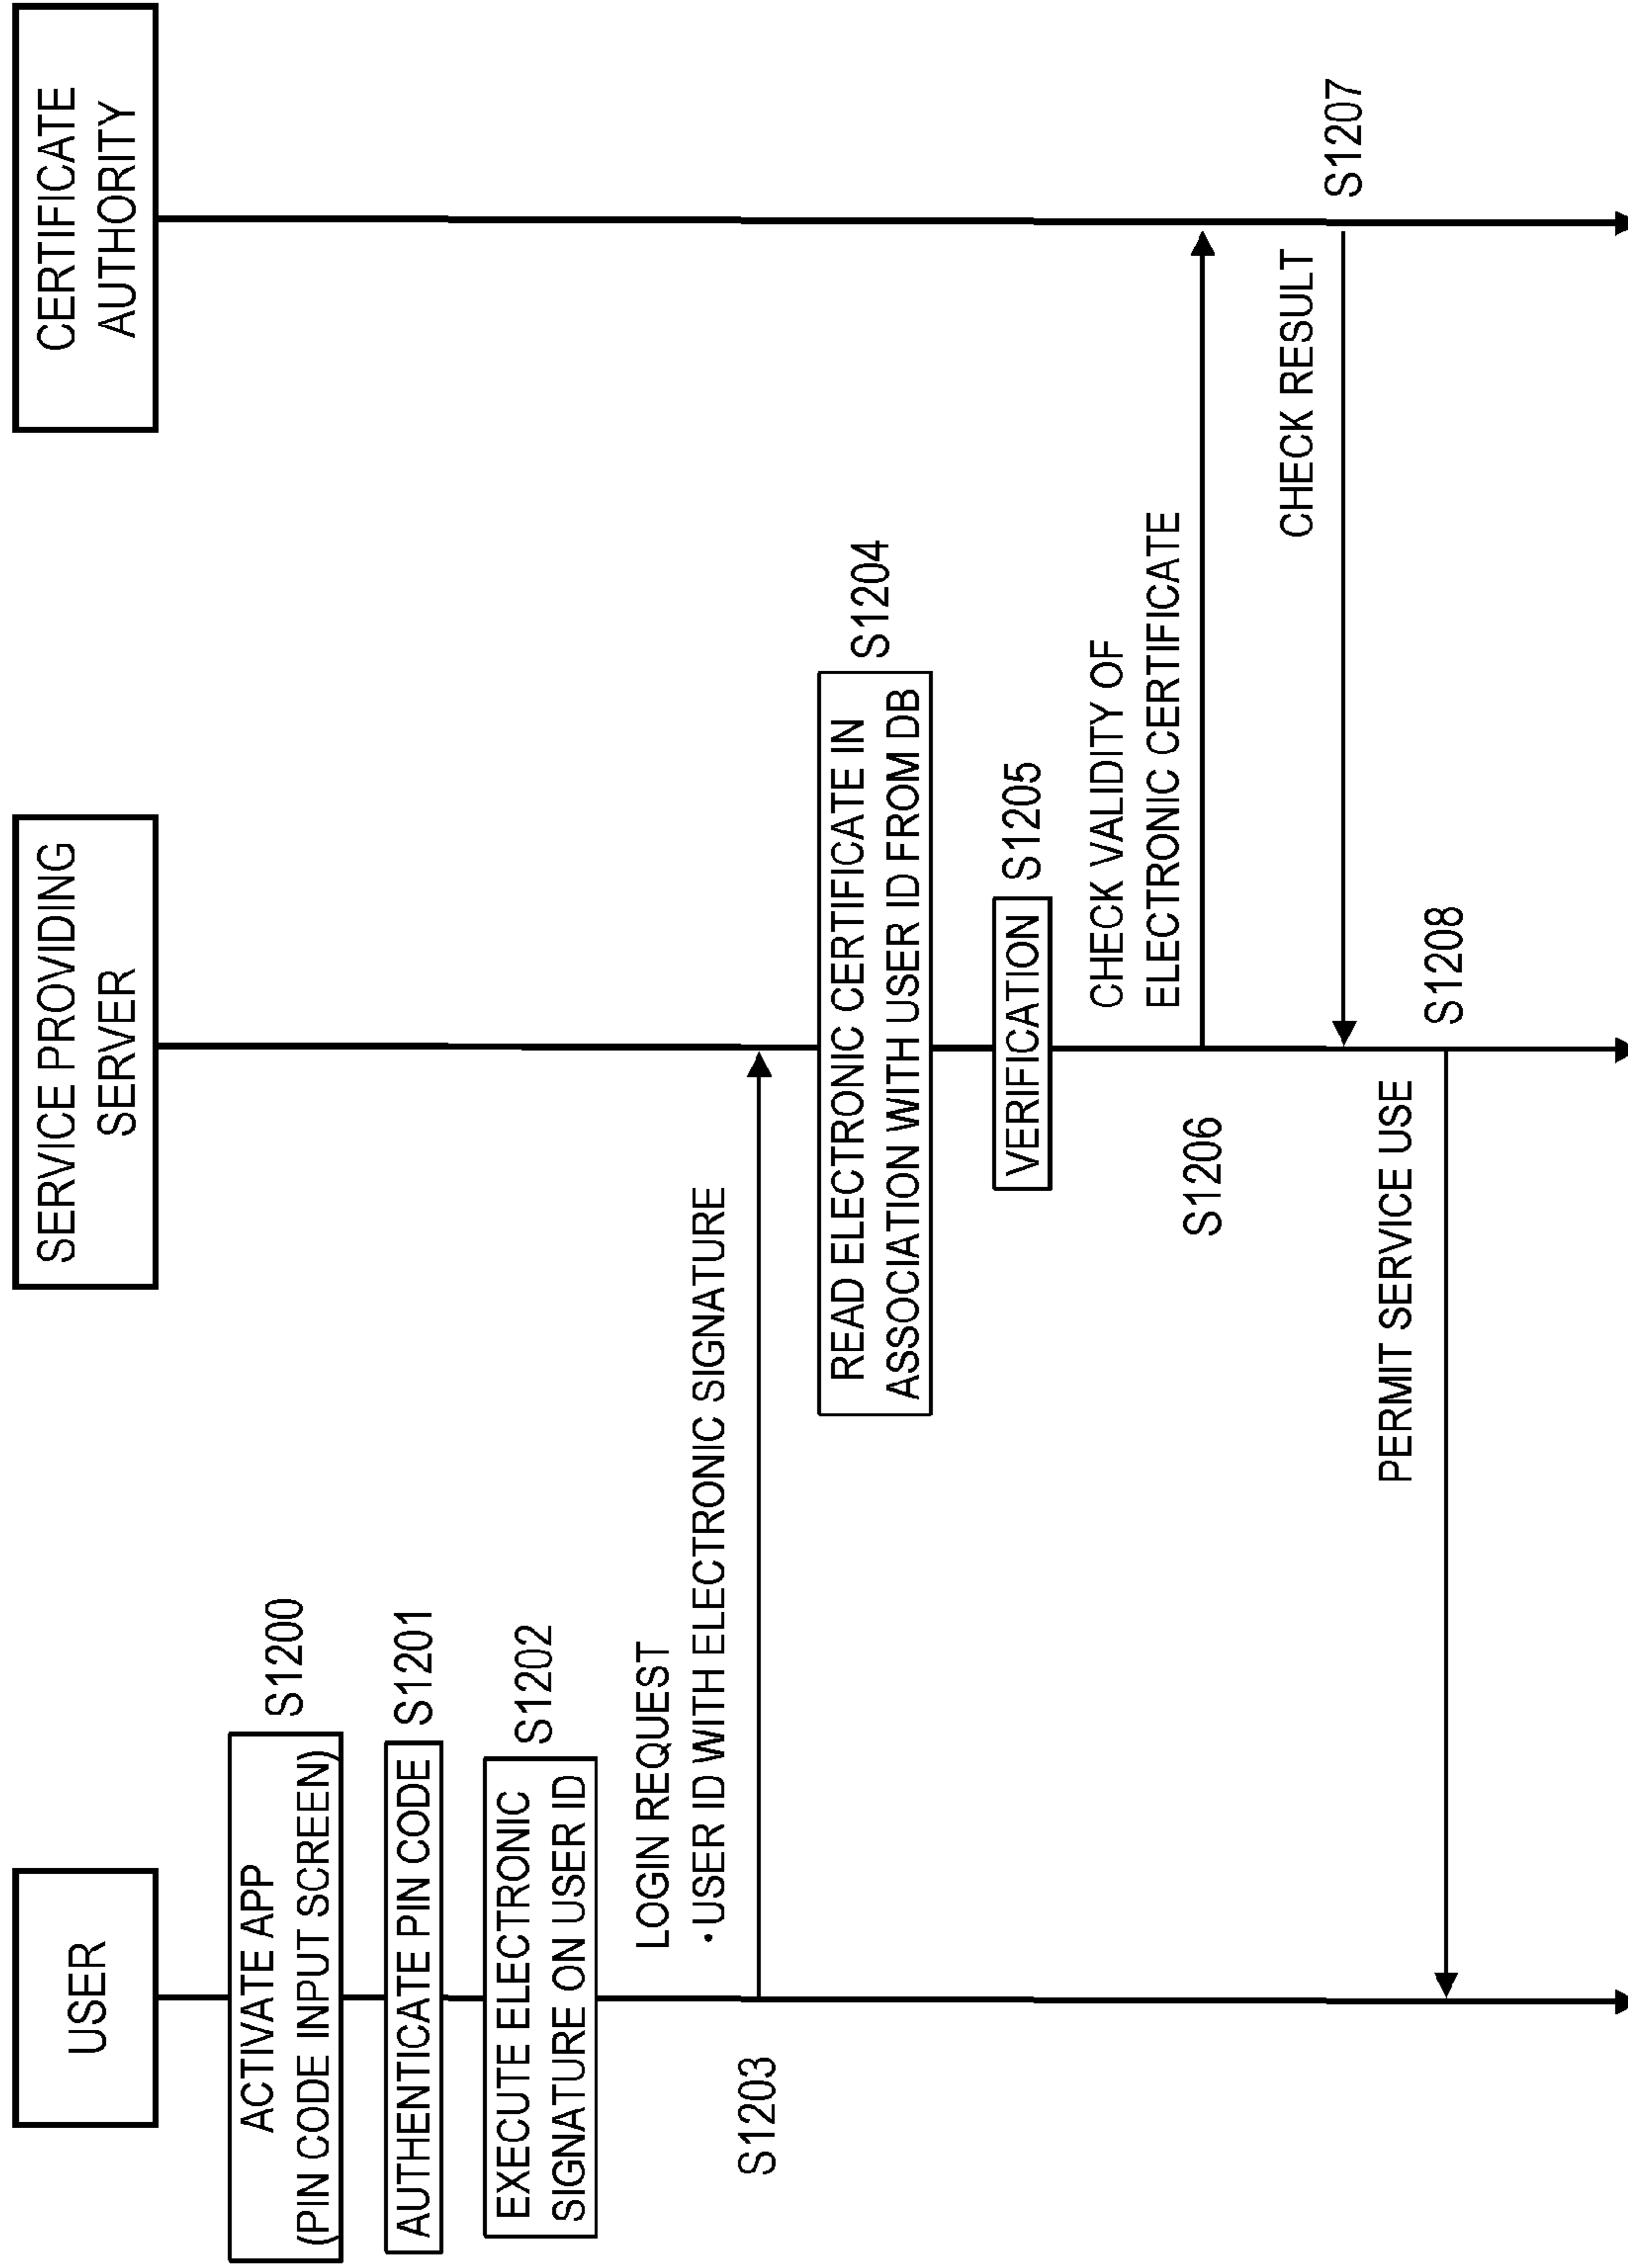 USER
SERVICE PROVIDING
SERVER
CERTIFICATE
AUTHORITY
ACTIVATE APP
(PIN CODE INPUT SCREEN)
S1200
AUTHENTICATE PIN CODE
S1201
EXECUTE ELECTRONIC
SIGNATURE ON USER ID
S1202
LOGIN REQUEST
• USER ID WITH ELECTRONIC SIGNATURE
S1203
READ ELECTRONIC CERTIFICATE IN
ASSOCIATION WITH USER ID FROM DB
S1204
VERIFICATION
S1205
CHECK VALIDITY OF
ELECTRONIC CERTIFICATE
S1206
CHECK RESULT
S1207
PERMIT SERVICE USE
S1208